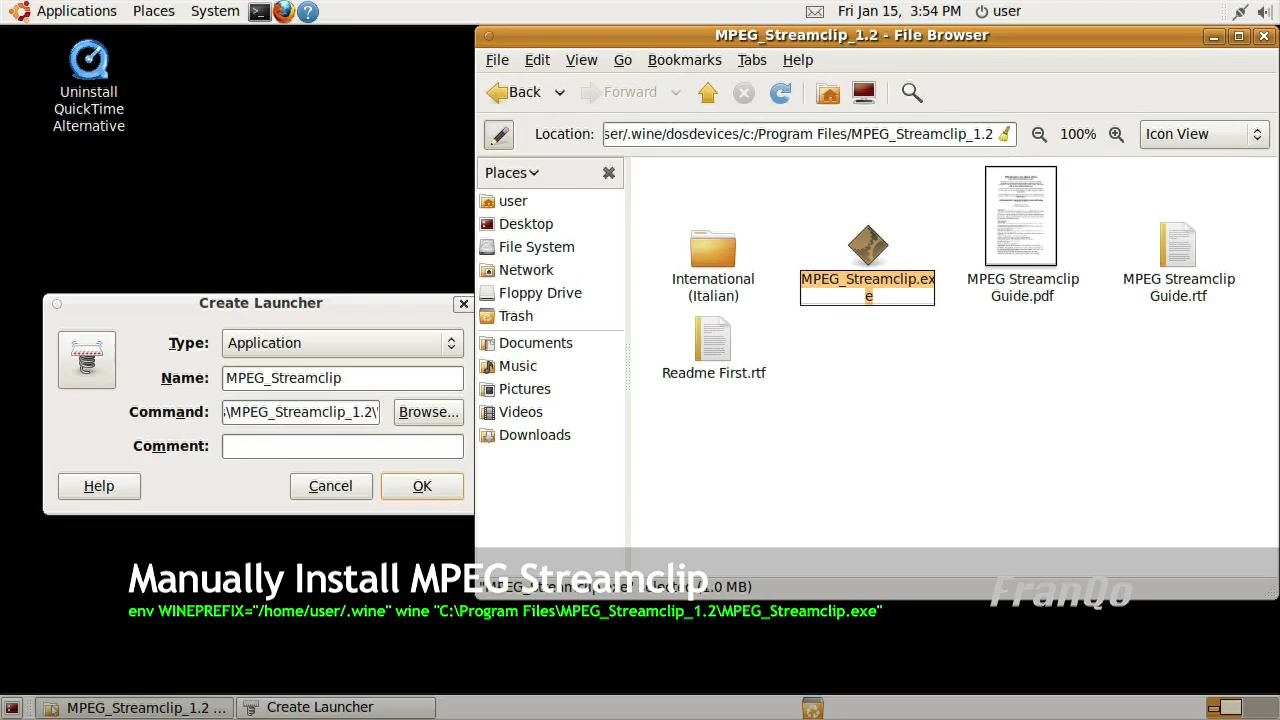 Applications Places System
Fri Jan 15, 3:54 PM user
Uninstall
QuickTime
Alternative
MPEG_Streamclip_1.2 - File Browser
File Edit View Go Bookmarks Tabs Help
Back Forward
Location: ser/.wine/dosdevices/c:/Program Files/MPEG_Streamclip_1.2 100% Icon View
Places
user
Desktop
File System
Network
Floppy Drive
Trash
Documents
Music
Pictures
Videos
Downloads
International
(Italian)
MPEG_Streamclip.ex
e
MPEG Streamclip
Guide.pdf
MPEG Streamclip
Guide.rtf
Readme First.rtf
Create Launcher
Type: Application
Name: MPEG_Streamclip
Command: s\MPEG_Streamclip_1.2\' Browse...
Comment:
Help Cancel OK
Manually Install MPEG Streamclip
env WINEPREFIX="/home/user/.wine" wine "C:\Program Files\MPEG_Streamclip_1.2\MPEG_Streamclip.exe"
1.0 MB)
FranQo
MPEG_Streamclip_1.2 ... Create Launcher